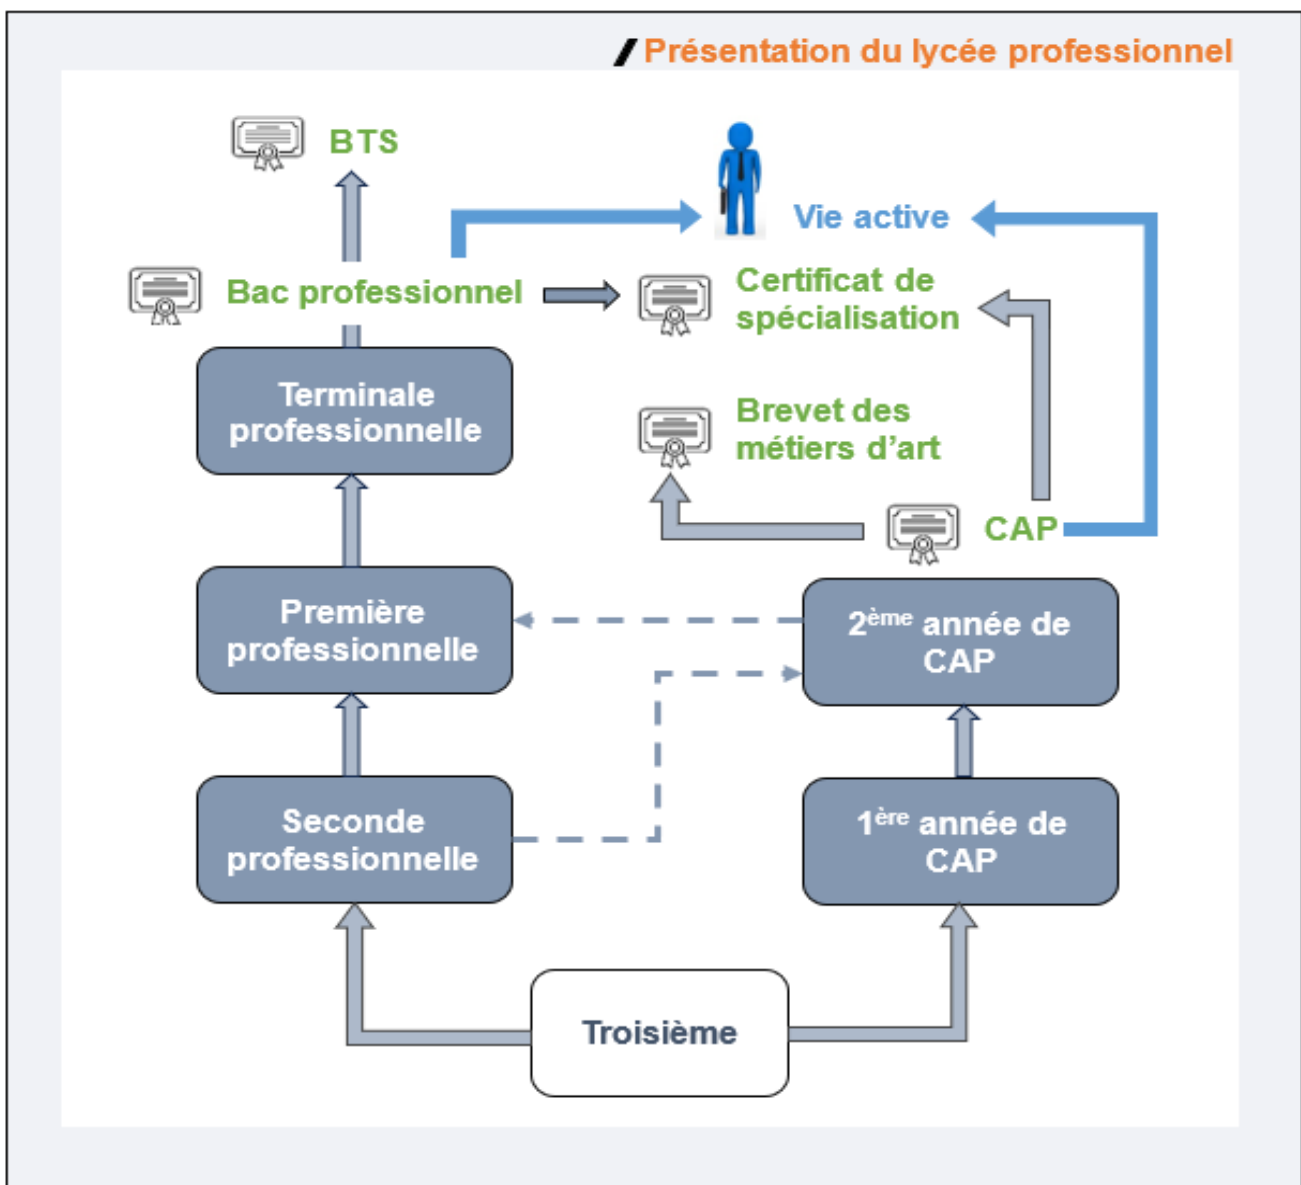 Présentation du lycée professionnel
BTS
Vie active
Bac professionnel
Certificat de
spécialisation
Terminale
professionnelle
Brevet des
métiers d'art
CAP
Première
professionnelle
2ème année de
CAP
Seconde
professionnelle
1ère année de
CAP
Troisième